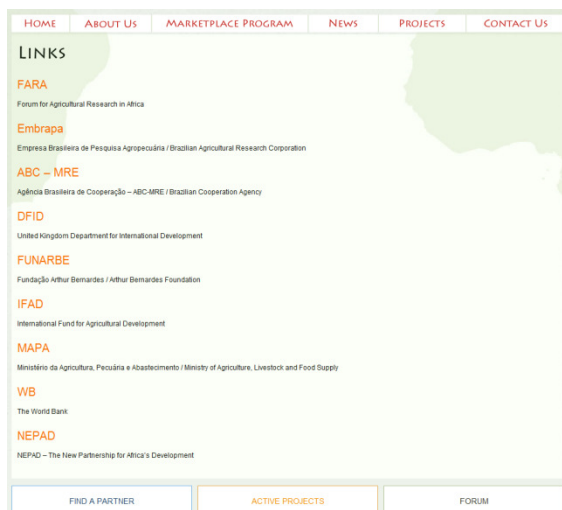 HOME ABOUT US MARKETPLACE PROGRAM NEWS PROJECTS CONTACT US
LINKS
FARA
Forum for Agricultural Research in Africa
Embrapa
Empresa Brasileira de Pesquisa Agropecuária / Brazilian Agricultural Research Corporation
ABC – MRE
Agência Brasileira de Cooperação – ABC-MRE / Brazilian Cooperation Agency
DFID
United Kingdom Department for International Development
FUNARBE
Fundação Arthur Bernardes / Arthur Bernardes Foundation
IFAD
International Fund for Agricultural Development
MAPA
Ministério da Agricultura, Pecuária e Abastecimento / Ministry of Agriculture, Livestock and Food Supply
WB
The World Bank
NEPAD
NEPAD – The New Partnership for Africa's Development
FIND A PARTNER ACTIVE PROJECTS FORUM